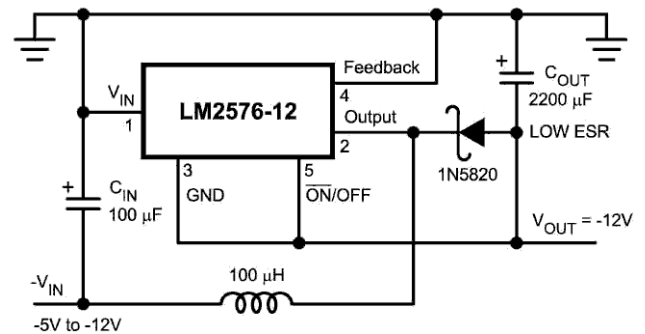 Feedback
+
C_OUT
2200 µF
V_IN
LM2576-12
4
Output
1
2
LOW ESR
1N5820
3
5
+
C_IN
100 µF
GND
O̅N̅/OFF
V_OUT = -12V
100 µH
-V_IN
-5V to -12V